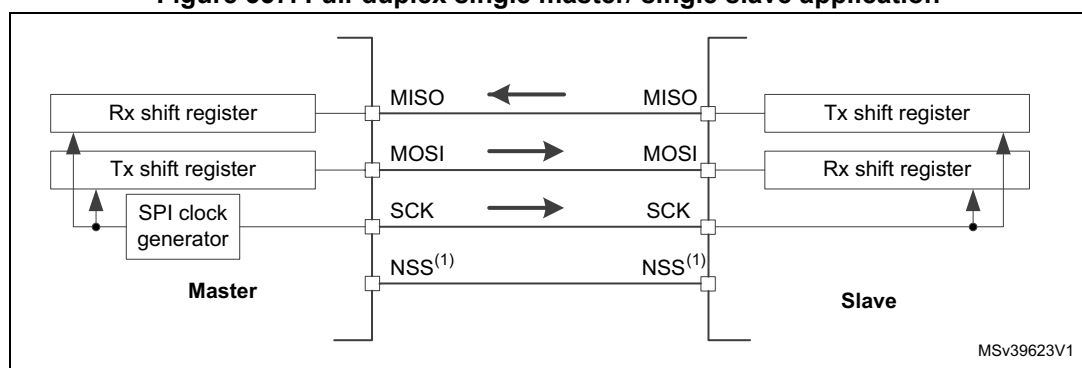 MISO MISO
Rx shift register Tx shift register
MOSI MOSI
Tx shift register Rx shift register
SCK SCK
SPI clock
generator
NSS(1) NSS(1)
Master Slave
MSv39623V1